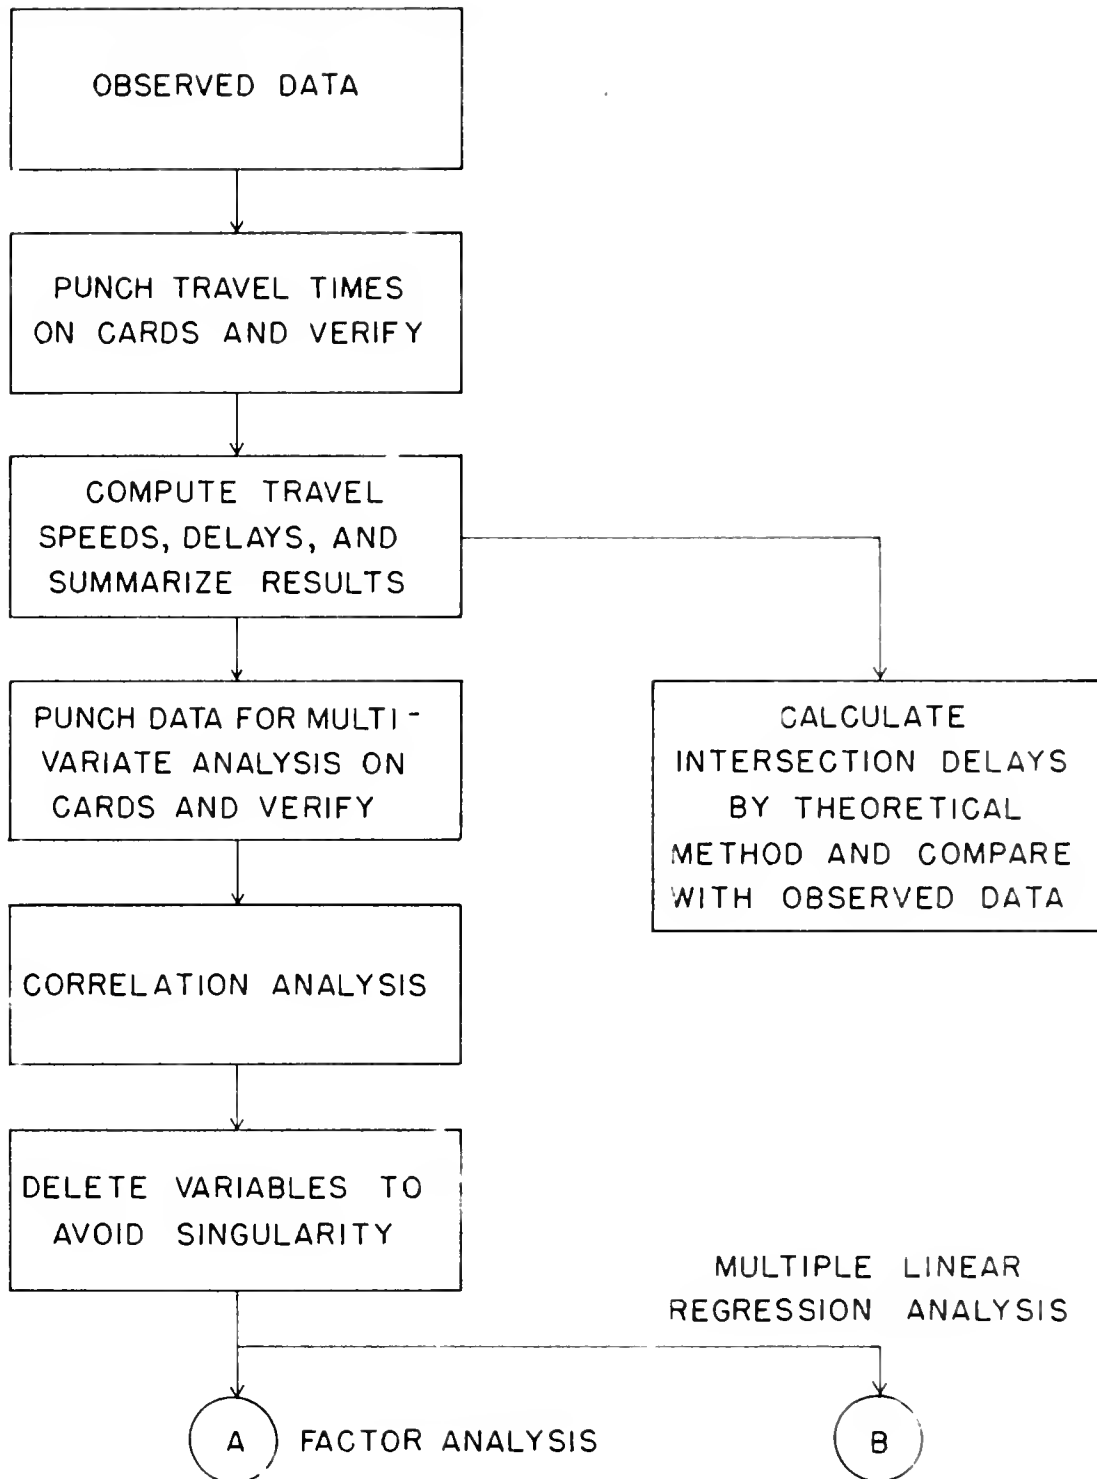 OBSERVED DATA
PUNCH TRAVEL TIMES
ON CARDS AND VERIFY
COMPUTE TRAVEL
SPEEDS, DELAYS, AND
SUMMARIZE RESULTS
PUNCH DATA FOR MULTI-
VARIATE ANALYSIS ON
CARDS AND VERIFY
CALCULATE
INTERSECTION DELAYS
BY THEORETICAL
METHOD AND COMPARE
WITH OBSERVED DATA
CORRELATION ANALYSIS
DELETE VARIABLES TO
AVOID SINGULARITY
MULTIPLE LINEAR
REGRESSION ANALYSIS
A FACTOR ANALYSIS
B